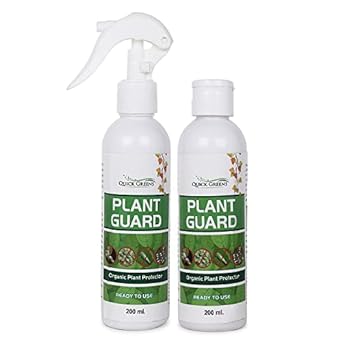 QUICK GREENS
PLANT
GUARD
Organic Plant Protector
READY TO USE
200 ml.
QUICK GREENS
PLANT
GUARD
Organic Plant Protector
READY TO USE
200 ml.